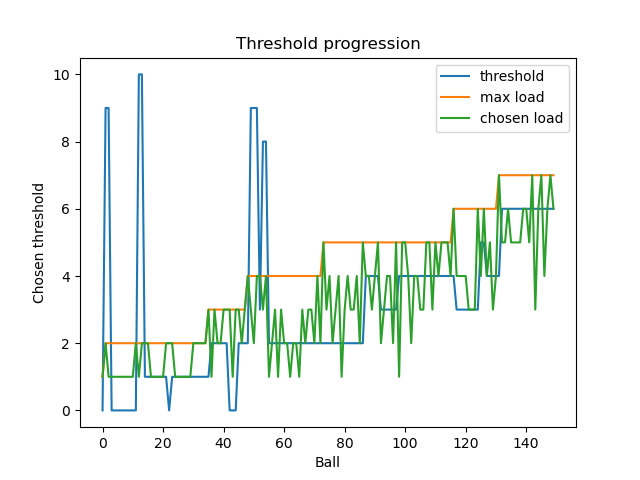 Threshold progression
threshold
max load
chosen load
Chosen threshold
10
8
6
4
2
0
0 20 40 60 80 100 120 140
Ball